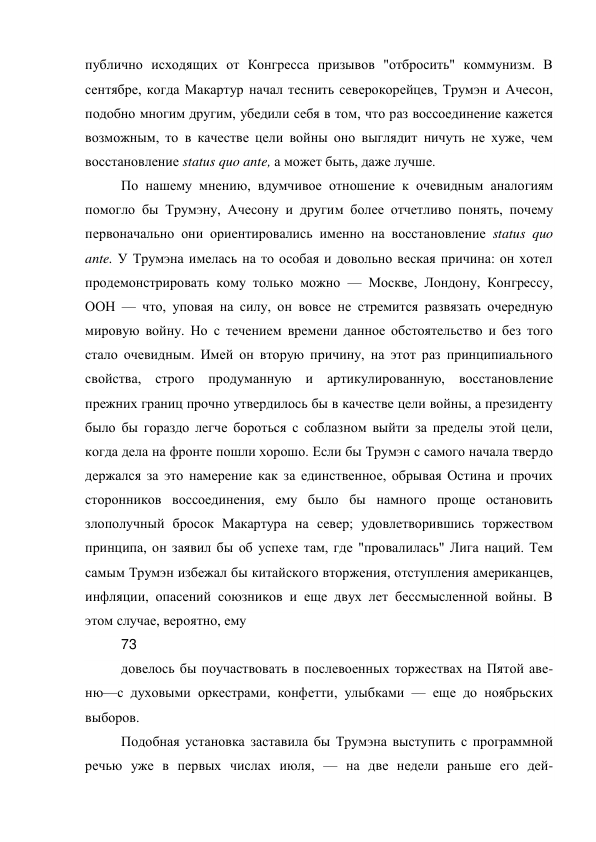 публично исходящих от Конгресса призывов "отбросить" коммунизм. В
сентябре, когда Макартур начал теснить северокорейцев, Трумэн и Ачесон,
подобно многим другим, убедили себя в том, что раз воссоединение кажется
возможным, то в качестве цели войны оно выглядит ничуть не хуже, чем
восстановление status quo ante, а может быть, даже лучше.
По нашему мнению, вдумчивое отношение к очевидным аналогиям
помогло бы Трумэну, Ачесону и другим более отчетливо понять, почему
первоначально они ориентировались именно на восстановление status quo
ante. У Трумэна имелась на то особая и довольно веская причина: он хотел
продемонстрировать кому только можно — Москве, Лондону, Конгрессу,
ООН — что, уповая на силу, он вовсе не стремится развязать очередную
мировую войну. Но с течением времени данное обстоятельство и без того
стало очевидным. Имей он вторую причину, на этот раз принципиального
свойства, строго продуманную и артикулированную, восстановление
прежних границ прочно утвердилось бы в качестве цели войны, а президенту
было бы гораздо легче бороться с соблазном выйти за пределы этой цели,
когда дела на фронте пошли хорошо. Если бы Трумэн с самого начала твердо
держался за это намерение как за единственное, обрывая Остина и прочих
сторонников воссоединения, ему было бы намного проще остановить
злополучный бросок Макартура на север; удовлетворившись торжеством
принципа, он заявил бы об успехе там, где "провалилась" Лига наций. Тем
самым Трумэн избежал бы китайского вторжения, отступления американцев,
инфляции, опасений союзников и еще двух лет бессмысленной войны. В
этом случае, вероятно, ему
73
довелось бы поучаствовать в послевоенных торжествах на Пятой аве-
ню—с духовыми оркестрами, конфетти, улыбками — еще до ноябрьских
выборов.
Подобная установка заставила бы Трумэна выступить с программной
речью уже в первых числах июля, — на две недели раньше его дей-